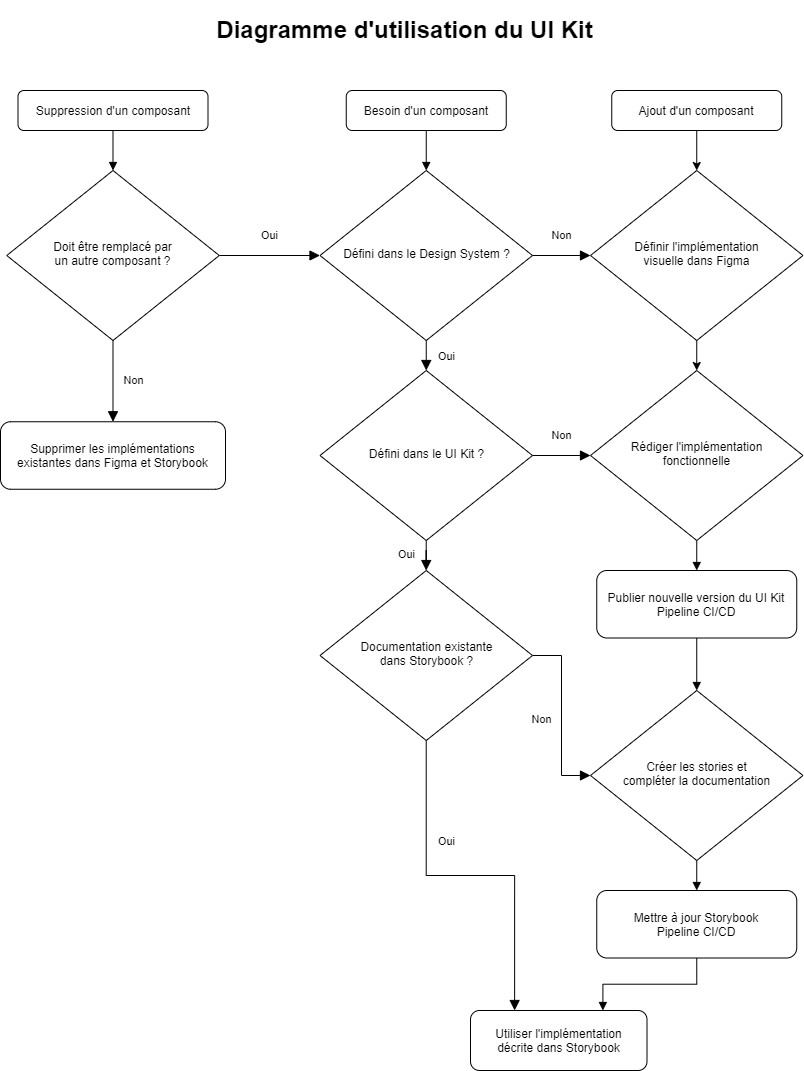 Diagramme d'utilisation du UI Kit
Suppression d'un composant
Besoin d'un composant
Ajout d'un composant
Doit être remplacé par
un autre composant ?
Oui
Défini dans le Design System ?
Non
Définir l'implémentation
visuelle dans Figma
Non
Oui
Supprimer les implémentations
existantes dans Figma et Storybook
Défini dans le UI Kit ?
Non
Rédiger l'implémentation
fonctionnelle
Oui
Publier nouvelle version du UI Kit
Pipeline CI/CD
Documentation existante
dans Storybook ?
Non
Créer les stories et
compléter la documentation
Oui
Mettre à jour Storybook
Pipeline CI/CD
Utiliser l'implémentation
décrite dans Storybook